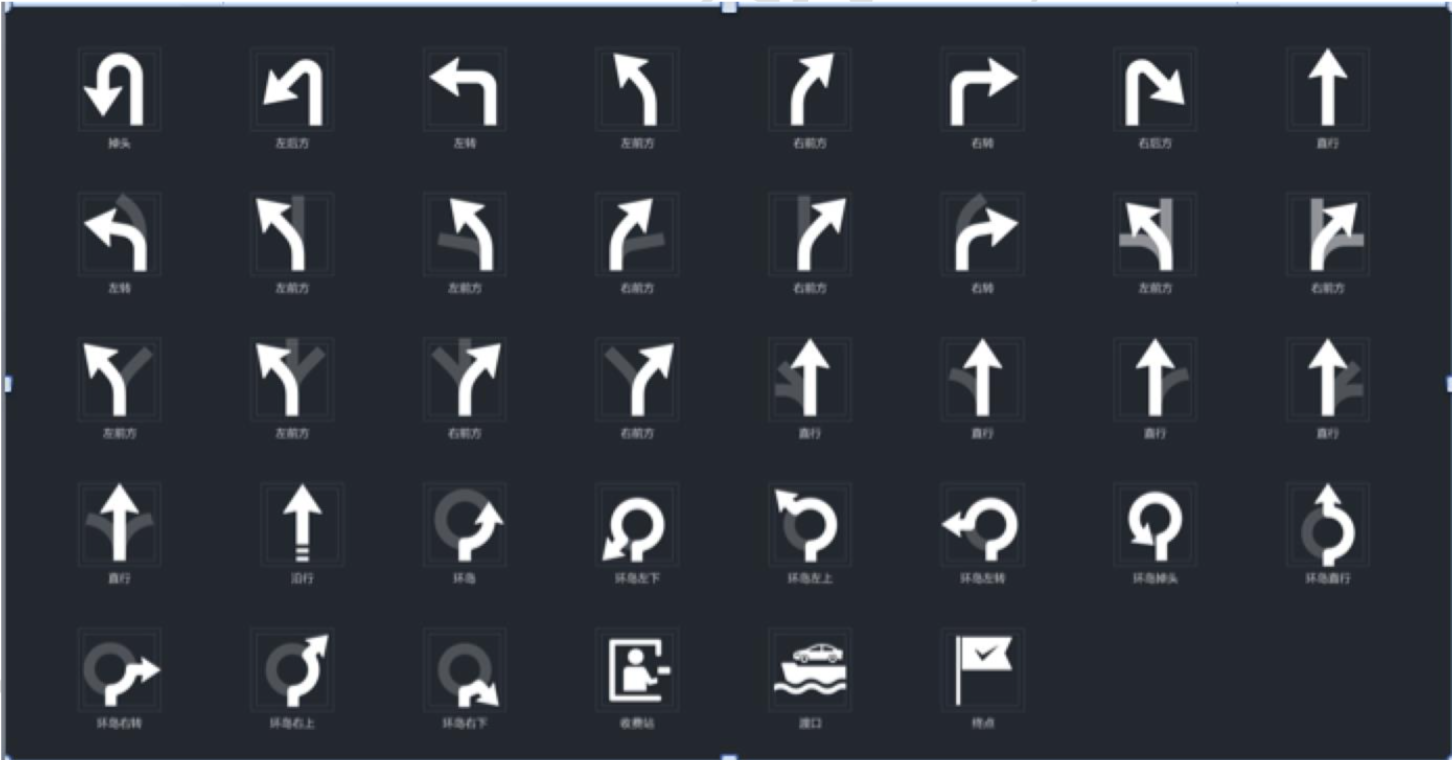 掉头 左后方 左转 左前方 右前方 右转 右后方 直行
左转 左前方 左前方 右前方 右前方 右转 左前方 右前方
左前方 左前方 右前方 右前方 直行 直行 直行 直行
直行 沿行 环岛 环岛左下 环岛左上 环岛左转 环岛掉头 环岛直行
环岛右转 环岛右上 环岛右下 收费站 渡口 终点